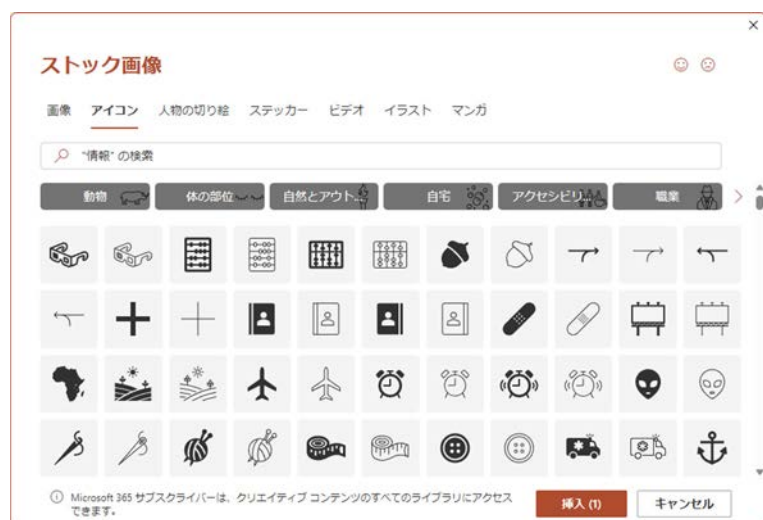 ストック画像
画像 アイコン 人物の切り絵 ステッカー ビデオ イラスト マンガ
"情報" の検索
動物 体の部位 自然とアウト... 自宅 アクセシビリ... 職業
Microsoft 365 サブスクライバーは、クリエイティブ コンテンツのすべてのライブラリにアクセス
できます。
挿入 (1) キャンセル